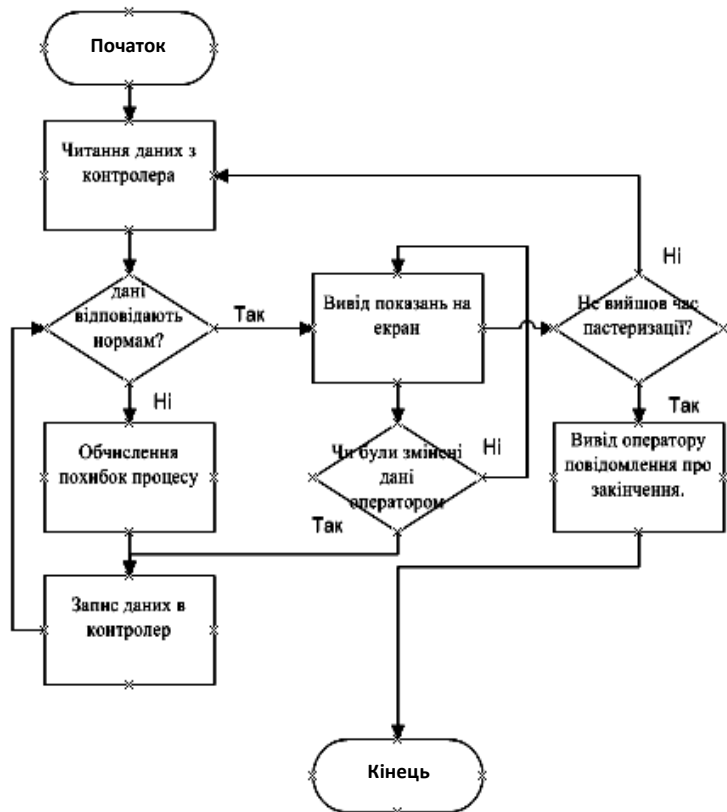 Початок
Читання даних з
контролера
дані
відповідають
нормам?
Так
Ні
Вивід показань на
екран
Ні
Не вийшов час
пастеризації?
Так
Обчислення
похибок процесу
Чи були змінені
дані
оператором
Ні
Так
Вивід оператору
повідомлення про
закінчення.
Запис даних в
контролер
Кінець